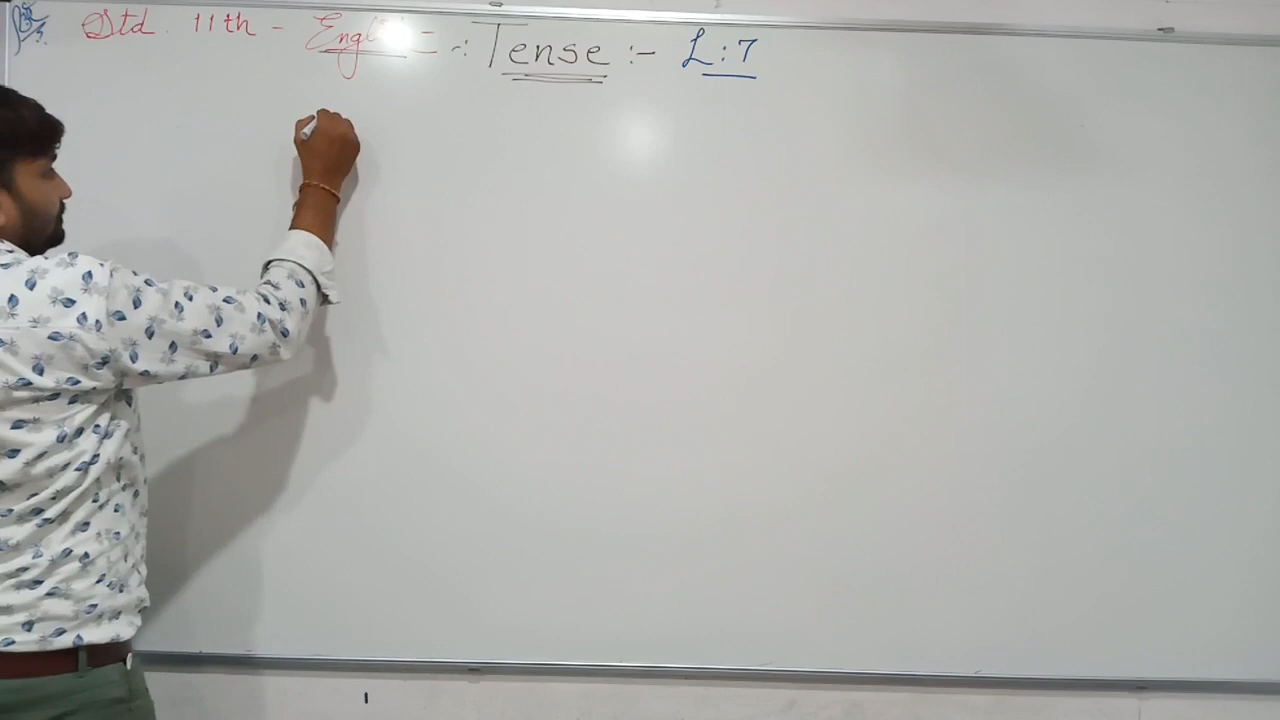 Std. 11th - English = -: Tense :- L:7